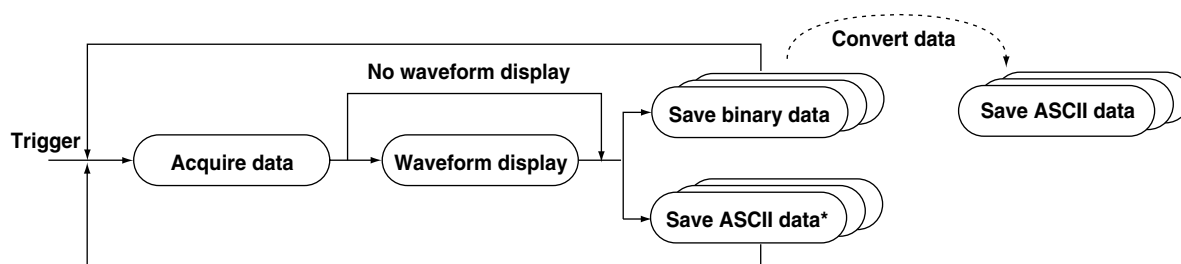 Convert data
No waveform display
Save binary data
Save ASCII data
Trigger
Acquire data
Waveform display
Save ASCII data*